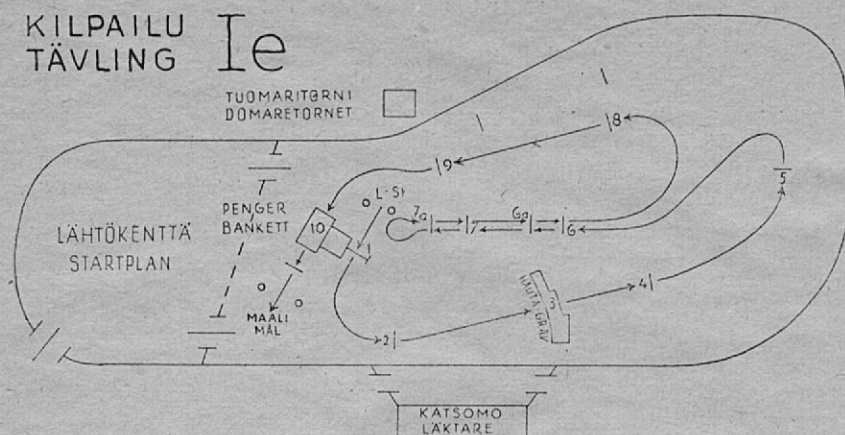 KILPAILU
TÄVLING
Ie
TUOMARITORNI
DOMARETORNET
8
9
5
L-St
PENGER
BANKETT
7a
7
6a
6
10
1
LÄHTÖKENTTÄ
STARTPLAN
HAUTA-GRAV
3
4
MAALI
MÅL
2
KATSOMO
LÄKTARE